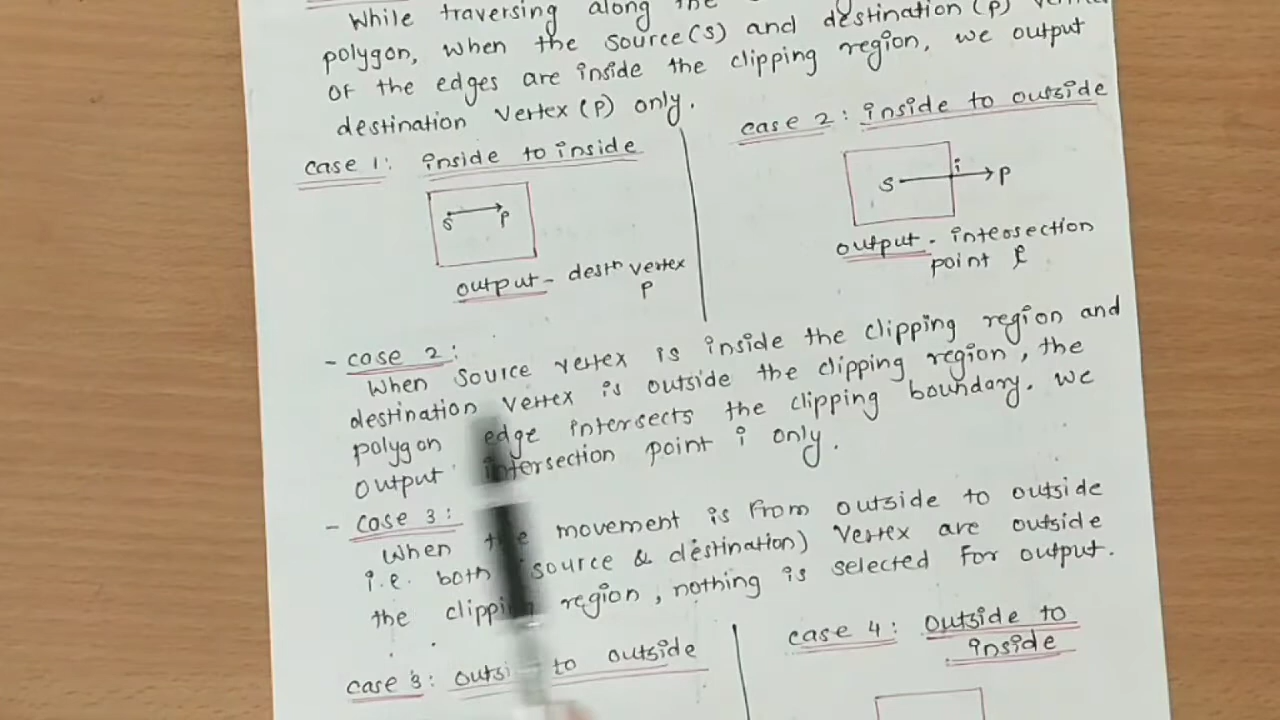 While traversing along the
polygon, when the source(s) and destination(p)
of the edges are inside the clipping region, we output
destination vertex(p) only.
case 1: inside to inside
s p
output - destn vertex
p
case 2: inside to outside
s i p
output - intersection
point i
- case 2:
When source vertex is inside the clipping region and
destination vertex is outside the clipping region, the
polygon edge intersects the clipping boundary. we
output intersection point i only.
- case 3:
When the movement is from outside to outside
i.e. both source & destination) vertex are outside
the clipping region, nothing is selected for output.
case 3: to outside
case 4: outside to
inside